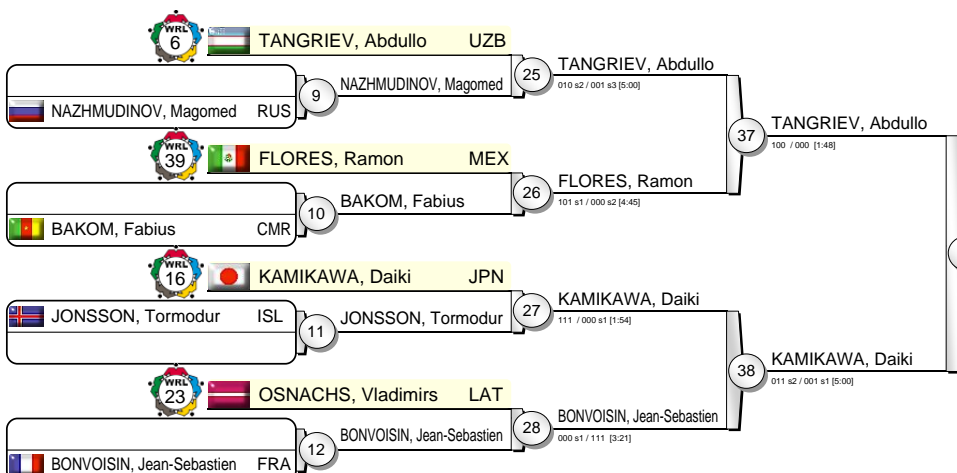 WRL
6
TANGRIEV, Abdullo UZB
NAZHMUDINOV, Magomed RUS
9
NAZHMUDINOV, Magomed
25
TANGRIEV, Abdullo
010 s2 / 001 s3 [5:00]
WRL
39
FLORES, Ramon MEX
BAKOM, Fabius CMR
10
BAKOM, Fabius
26
FLORES, Ramon
101 s1 / 000 s2 [4:45]
37
TANGRIEV, Abdullo
100 / 000 [1:48]
WRL
16
KAMIKAWA, Daiki JPN
JONSSON, Tormodur ISL
11
JONSSON, Tormodur
27
KAMIKAWA, Daiki
111 / 000 s1 [1:54]
WRL
23
OSNACHS, Vladimirs LAT
BONVOISIN, Jean-Sebastien FRA
12
BONVOISIN, Jean-Sebastien
28
BONVOISIN, Jean-Sebastien
000 s1 / 111 [3:21]
38
KAMIKAWA, Daiki
011 s2 / 001 s1 [5:00]